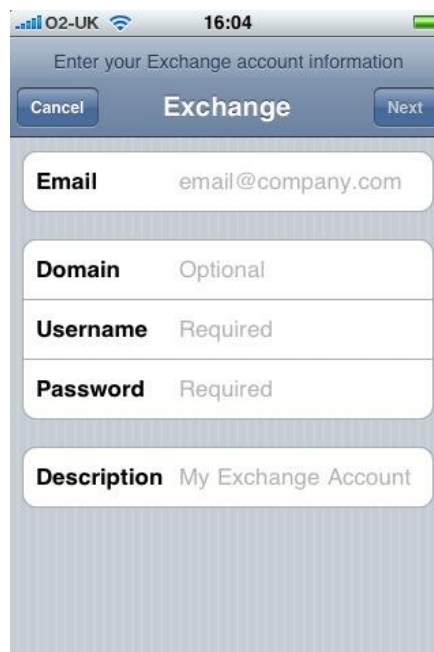 O2-UK 16:04
Enter your Exchange account information
Cancel Exchange Next
Email email@company.com
Domain Optional
Username Required
Password Required
Description My Exchange Account